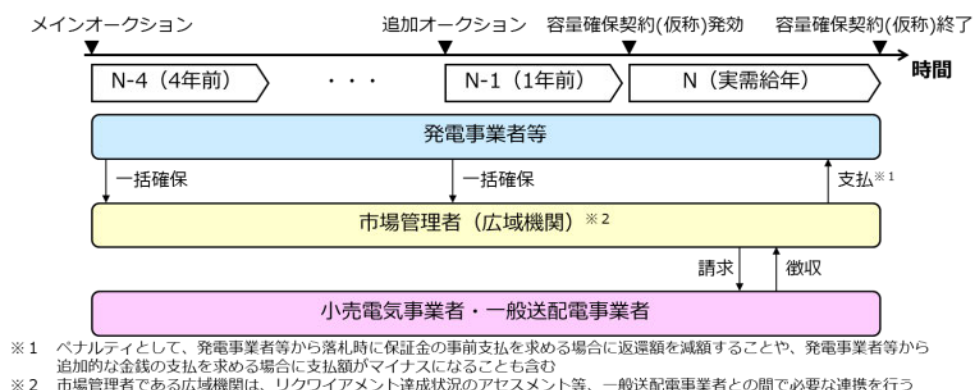 メインオークション 追加オークション 容量確保契約(仮称)発効 容量確保契約(仮称)終了
時間
N-4（4年前） ・・・ N-1（1年前） N（実需給年）
発電事業者等
一括確保 一括確保 支払※1
市場管理者（広域機関）※2
請求 徴収
小売電気事業者・一般送配電事業者
※1 ペナルティとして、発電事業者等から落札時に保証金の事前支払を求める場合に返還額を減額することや、発電事業者等から
追加的な金銭の支払を求める場合に支払額がマイナスになることも含む
※2 市場管理者である広域機関は、リクワイアメント達成状況のアセスメント等、一般送配電事業者との間で必要な連携を行う